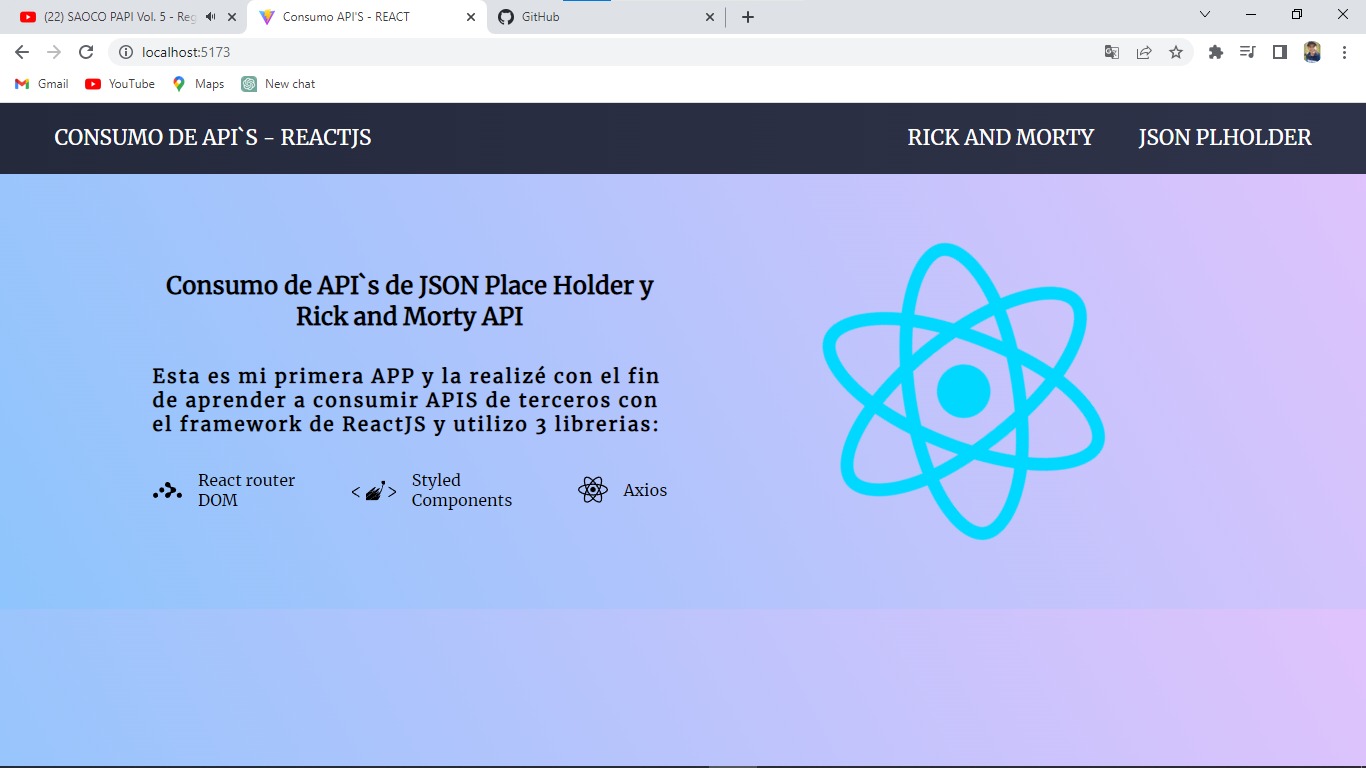 (22) SAOCO PAPI Vol. 5 - Reg
Consumo API'S - REACT
GitHub
localhost:5173
Gmail
YouTube
Maps
New chat
CONSUMO DE API`S - REACTJS
RICK AND MORTY
JSON PLHOLDER
Consumo de API`s de JSON Place Holder y
Rick and Morty API
Esta es mi primera APP y la realizé con el fin
de aprender a consumir APIS de terceros con
el framework de ReactJS y utilizo 3 librerias:
React router
DOM
< >
Styled
Components
Axios